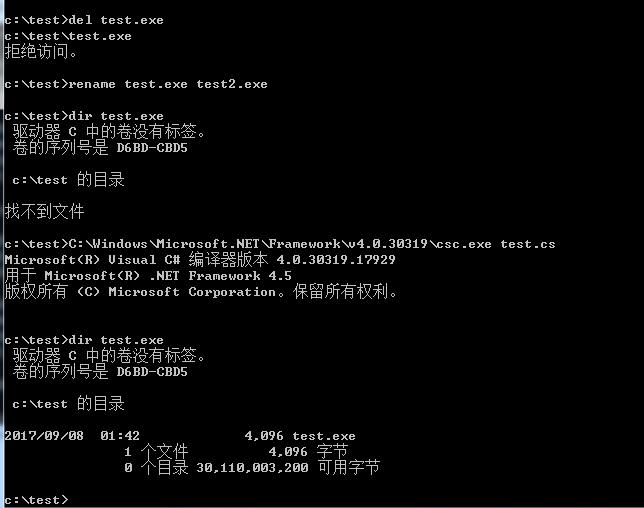 c:\test>del test.exe
c:\test\test.exe
拒绝访问。
c:\test>rename test.exe test2.exe
c:\test>dir test.exe
驱动器 C 中的卷没有标签。
卷的序列号是 D6BD-CBD5
c:\test 的目录
找不到文件
c:\test>C:\Windows\Microsoft.NET\Framework\v4.0.30319\csc.exe test.cs
Microsoft(R) Visual C# 编译器版本 4.0.30319.17929
用于 Microsoft(R) .NET Framework 4.5
版权所有 (C) Microsoft Corporation。保留所有权利。
c:\test>dir test.exe
驱动器 C 中的卷没有标签。
卷的序列号是 D6BD-CBD5
c:\test 的目录
2017/09/08  01:42             4,096 test.exe
1 个文件          4,096 字节
0 个目录 30,110,003,200 可用字节
c:\test>